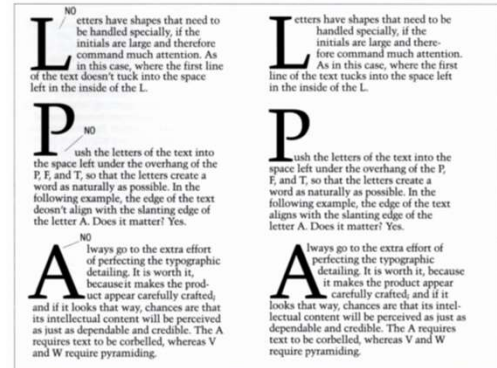 NO
Letters have shapes that need to
be handled specially, if the
initials are large and therefore
command much attention. As
in this case, where the first line
of the text doesn't tuck into the space
left in the inside of the L.
NO
Push the letters of the text into
the space left under the overhang of the
P, F, and T, so that the letters create a
word as naturally as possible. In the
following example, the edge of the text
deosn't align with the slanting edge of
the letter A. Does it matter? Yes.
NO
Always go to the extra effort
of perfecting the typographic
detailing. It is worth it,
because it makes the prod-
uct appear carefully crafted;
and if it looks that way, chances are that
its intellectual content will be perceived
as just as dependable and credible. The A
requires text to be corbelled, whereas V
and W require pyramiding.
Letters have shapes that need to be
handled specially, if the
initials are large and there-
fore command much attention.
As in this case, where the first
line of the text tucks into the space left
in the inside of the L.
Push the letters of the text into the
space left under the overhang of the P,
F, and T, so that the letters create a
word as naturally as possible. In the
following example, the edge of the text
aligns with the slanting edge of the
letter A. Does it matter? Yes.
Always go to the extra effort of
perfecting the typographic
detailing. It is worth it, because
it makes the product appear
carefully crafted; and if it
looks that way, chances are that its intel-
lectual content will be perceived as just as
dependable and credible. The A requires
text to be corbelled, whereas V and W
require pyramiding.